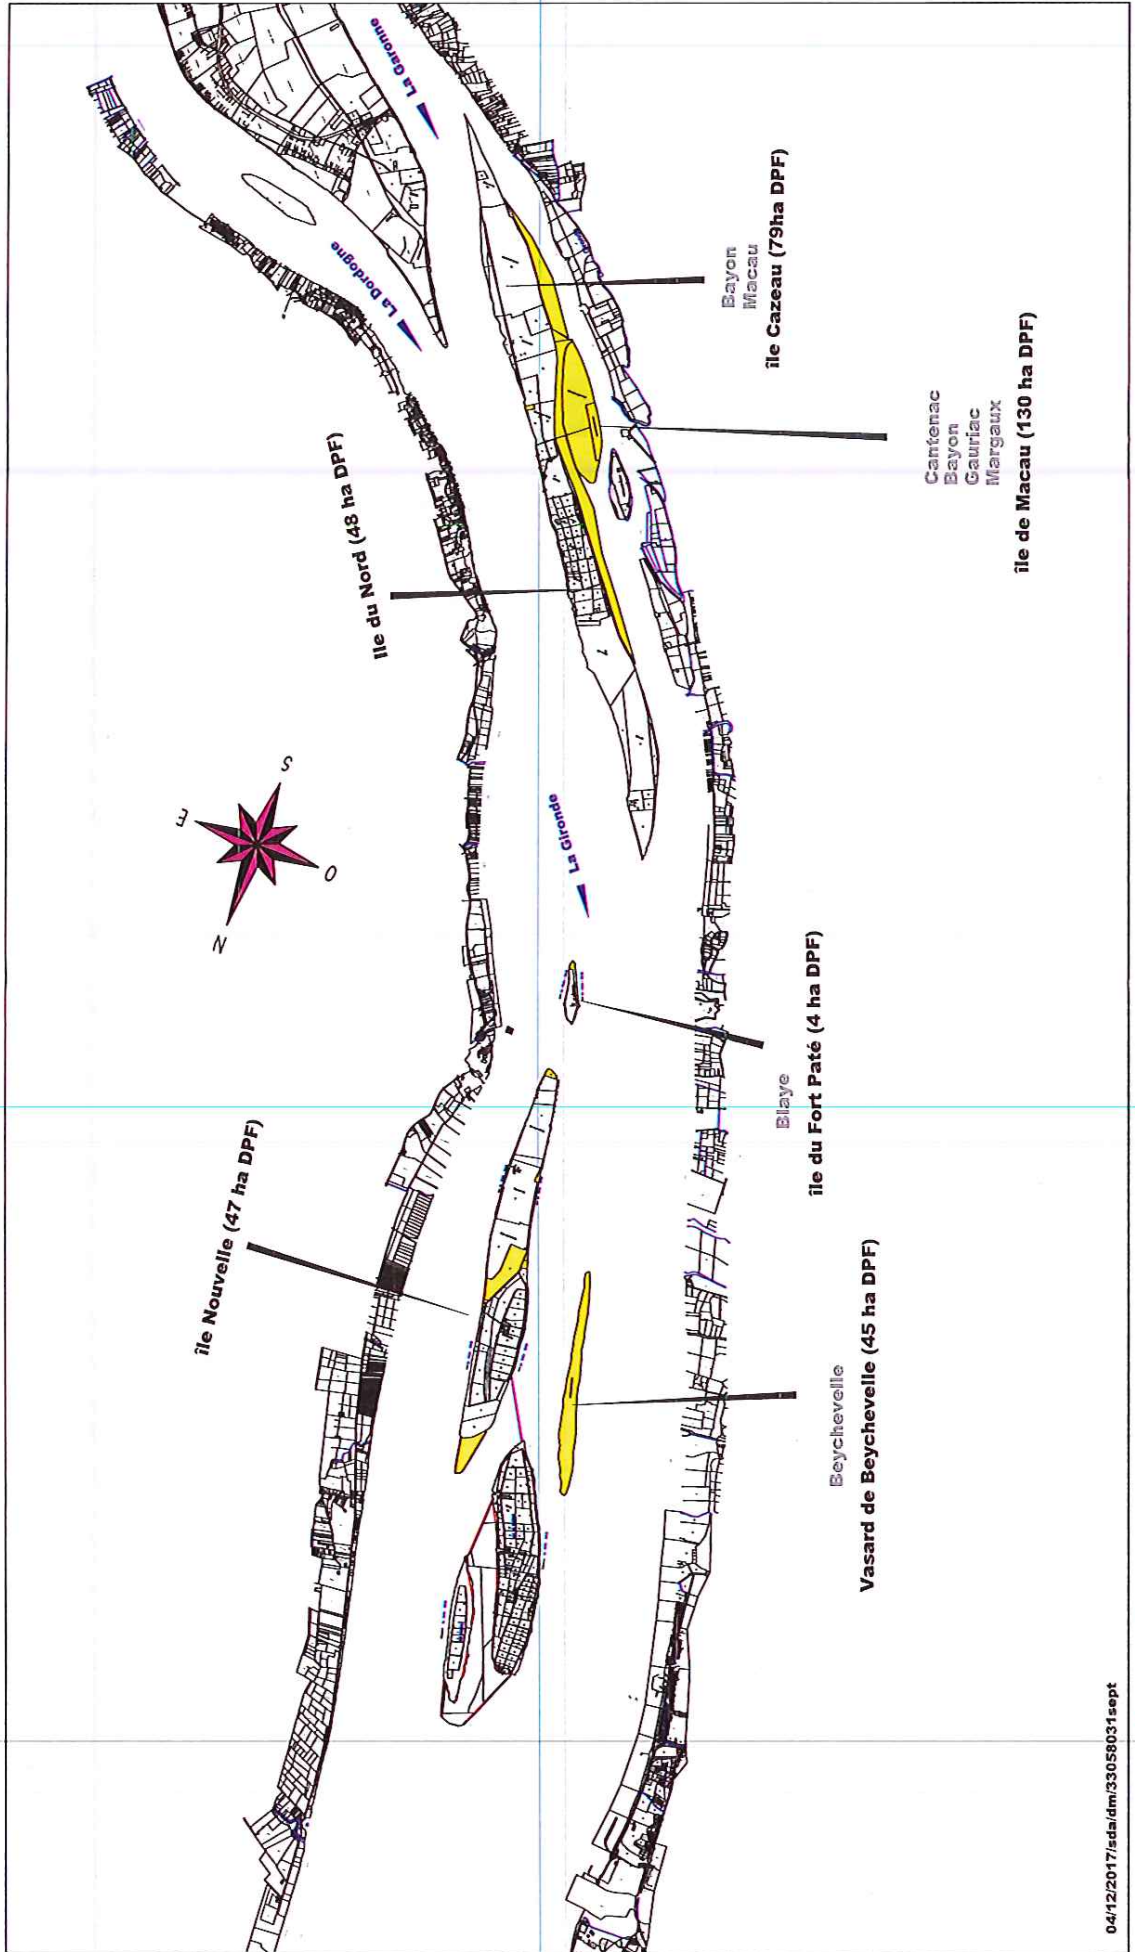 La Garonne
La Dordogne
Bayon
Macau
île Cazeau (79ha DPF)
Cantenac
Bayon
Gauriac
Margaux
île de Macau (130 ha DPF)
Ile du Nord (48 ha DPF)
N
E
S
O
La Gironde
Blaye
île du Fort Paté (4 ha DPF)
île Nouvelle (47 ha DPF)
Beychevelle
Vasard de Beychevelle (45 ha DPF)
04/12/2017/sda/dm/33058031sept